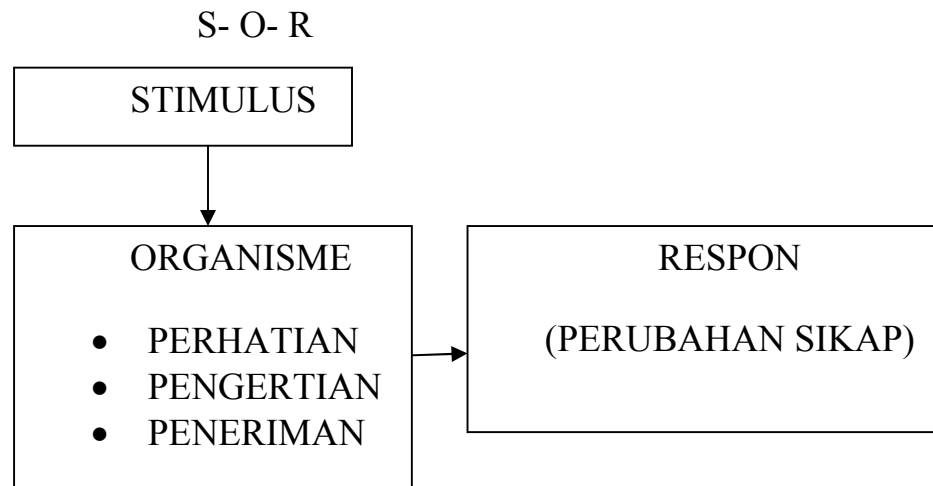 S- O- R
STIMULUS
ORGANISME
• PERHATIAN
• PENGERTIAN
• PENERIMAN
RESPON
(PERUBAHAN SIKAP)